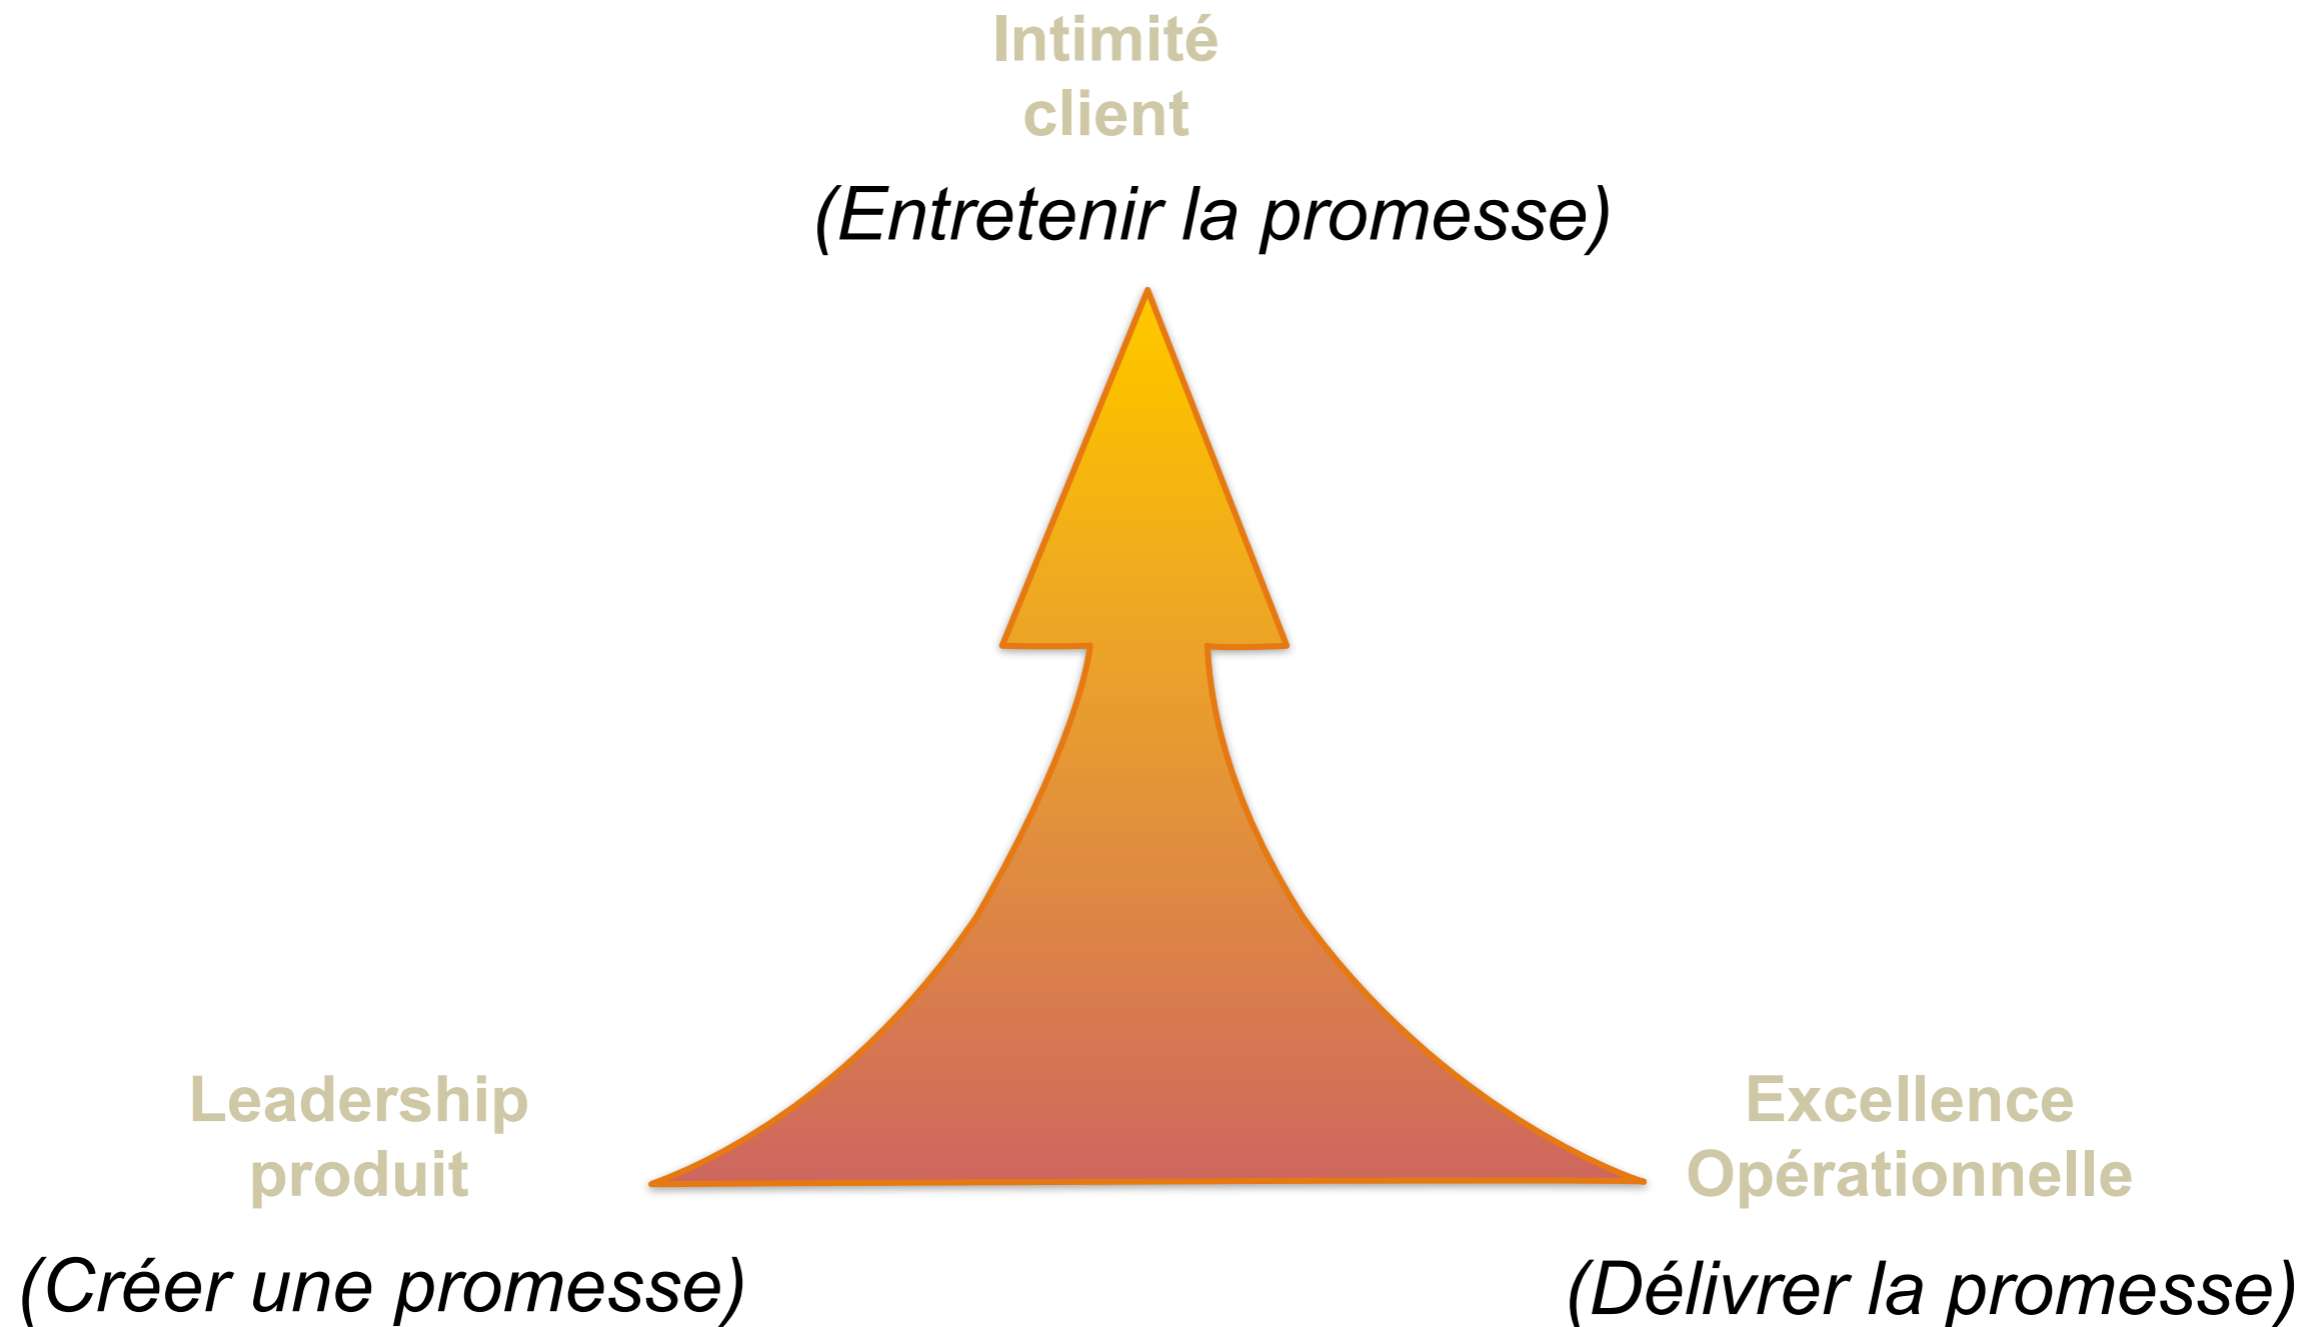 Intimité
client
(Entretenir la promesse)
Leadership
produit
(Créer une promesse)
Excellence
Opérationnelle
(Délivrer la promesse)